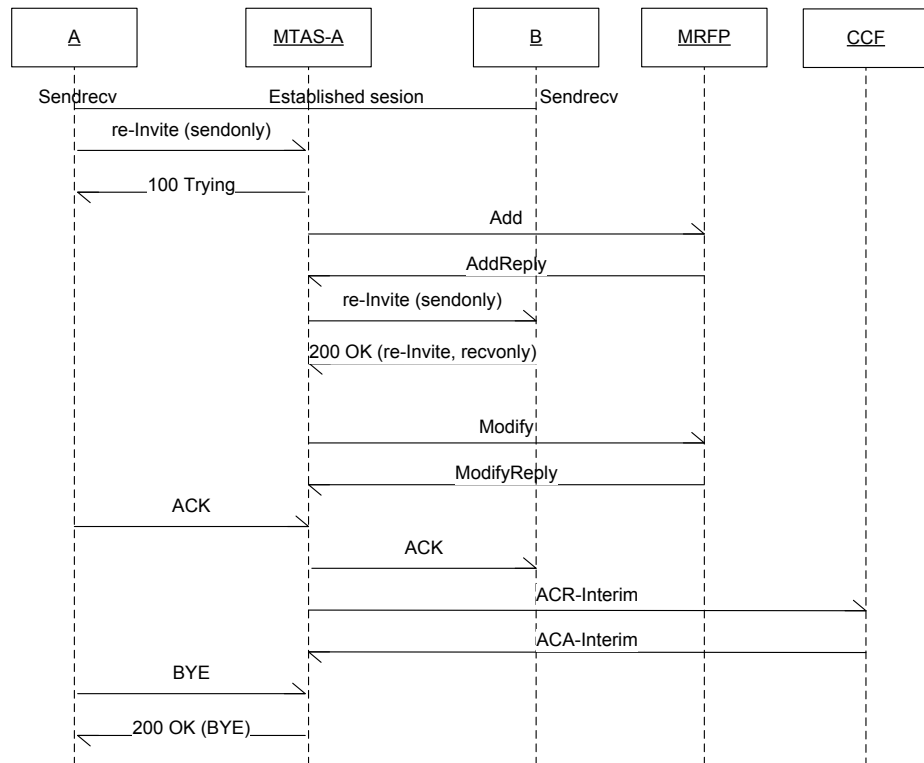 A
MTAS-A
B
MRFP
CCF
Sendrecv
Established sesion
Sendrecv
re-Invite (sendonly)
100 Trying
Add
AddReply
re-Invite (sendonly)
200 OK (re-Invite, recvonly)
Modify
ModifyReply
ACK
ACK
ACR-Interim
ACA-Interim
BYE
200 OK (BYE)